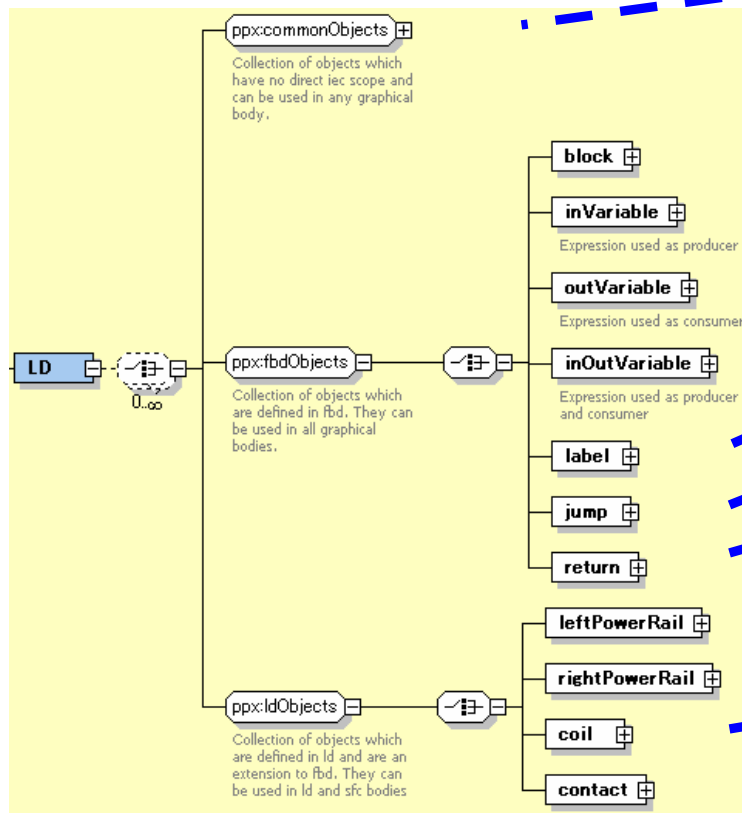 ppx:commonObjects
Collection of objects which
have no direct iec scope and
can be used in any graphical
body.
block
inVariable
Expression used as producer
outVariable
Expression used as consumer
LD
0..∞
ppx:fbdObjects
Collection of objects which
are defined in fbd. They can
be used in all graphical
bodies.
inOutVariable
Expression used as producer
and consumer
label
jump
return
leftPowerRail
rightPowerRail
ppx:ldObjects
Collection of objects which
are defined in ld and are an
extension to fbd. They can
be used in ld and sfc bodies
coil
contact